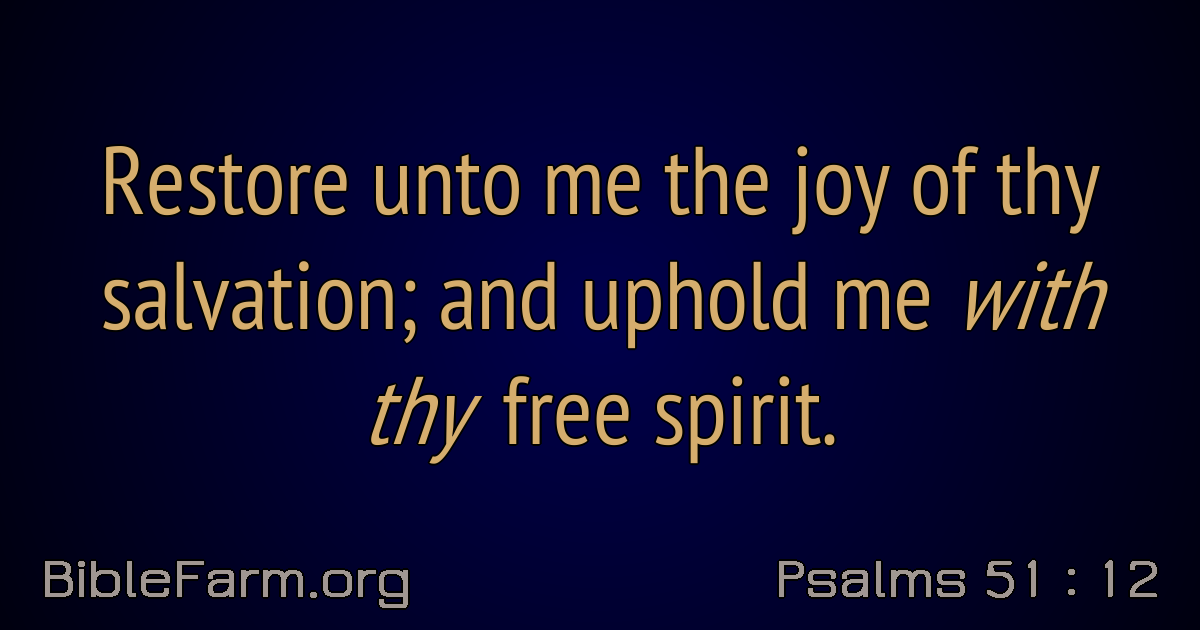 Restore unto me the joy of thy
salvation; and uphold me with
thy free spirit.
BibleFarm.org
Psalms 51 : 12